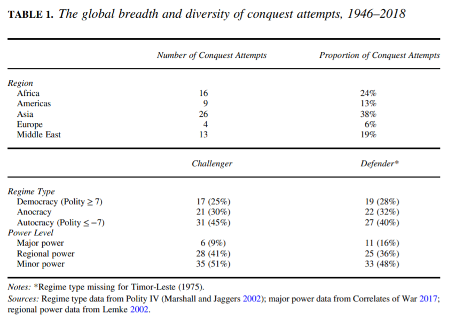 TABLE 1. The global breadth and diversity of conquest attempts, 1946–2018
Number of Conquest Attempts Proportion of Conquest Attempts
Region
Africa 16 24%
Americas 9 13%
Asia 26 38%
Europe 4 6%
Middle East 13 19%
Challenger Defender*
Regime Type
Democracy (Polity ≥ 7) 17 (25%) 19 (28%)
Anocracy 21 (30%) 22 (32%)
Autocracy (Polity ≤ −7) 31 (45%) 27 (40%)
Power Level
Major power 6 (9%) 11 (16%)
Regional power 28 (41%) 25 (36%)
Minor power 35 (51%) 33 (48%)
Notes: *Regime type missing for Timor-Leste (1975).
Sources: Regime type data from Polity IV (Marshall and Jaggers 2002); major power data from Correlates of War 2017;
regional power data from Lemke 2002.